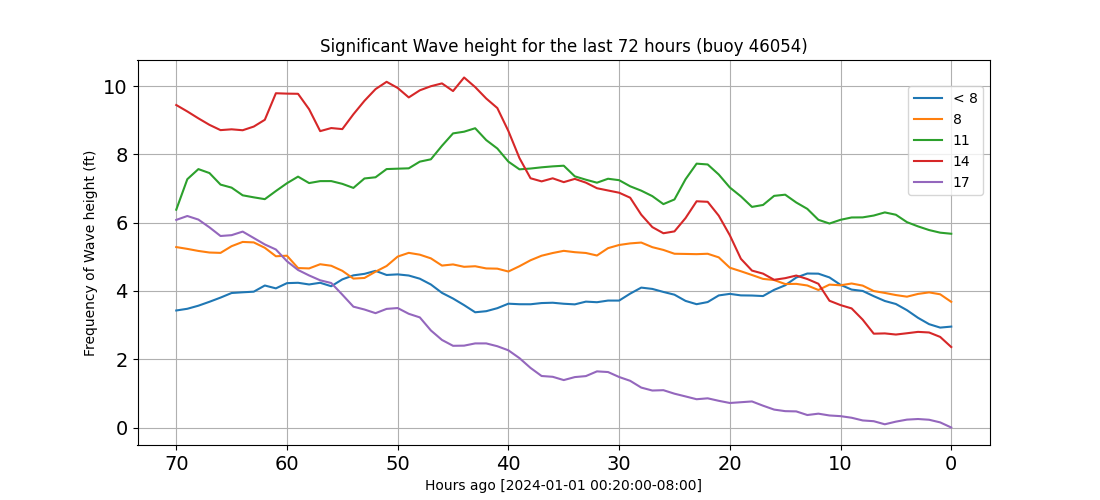 Significant Wave height for the last 72 hours (buoy 46054)
Frequency of Wave height (ft)
10
8
6
4
2
0
< 8
8
11
14
17
70 60 50 40 30 20 10 0
Hours ago [2024-01-01 00:20:00-08:00]